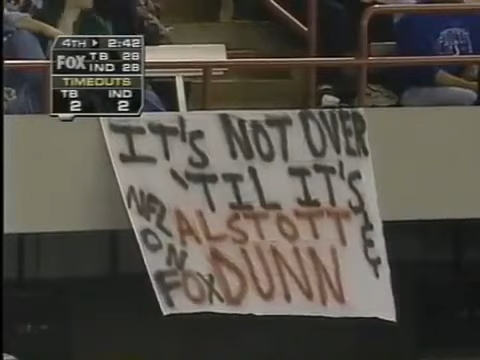 4TH ▶ 2:42
FOX TB 28
IND 28
TIMEOUTS
TB IND
2 2
IT'S NOT OVER
'TIL IT'S
ALSTOTT &
DUNN
NFL
ON
FOX